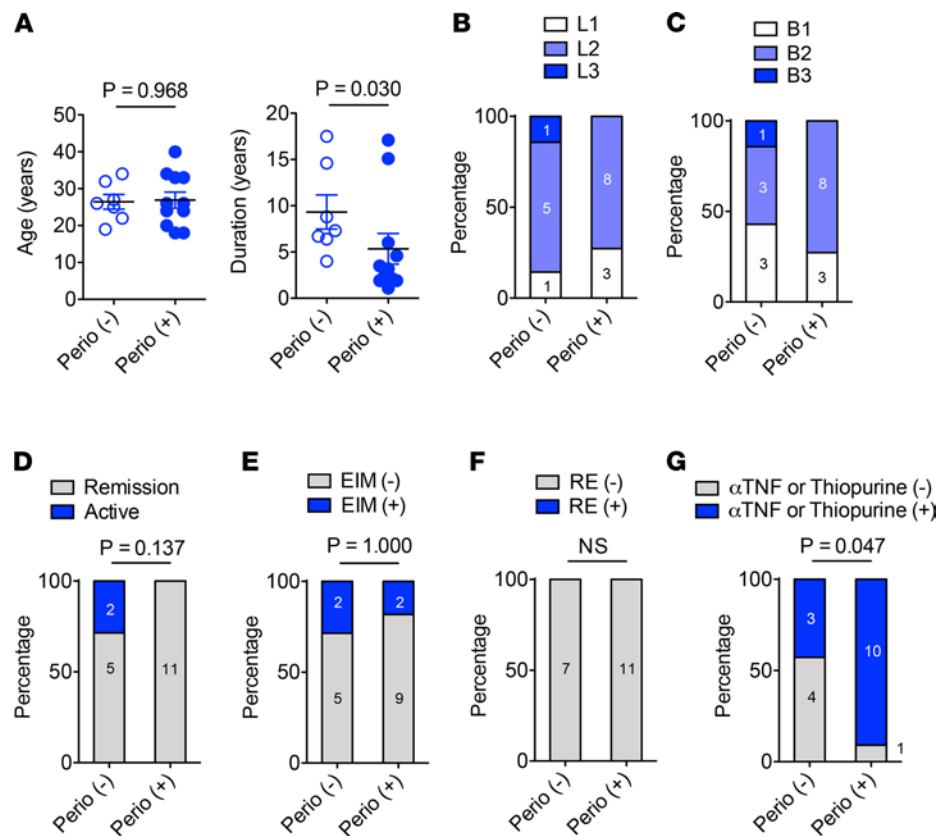 A
P = 0.968
Age (years)
50
40
30
20
10
0
Perio (-)
Perio (+)
P = 0.030
Duration (years)
20
15
10
5
0
Perio (-)
Perio (+)
B
L1
L2
L3
Percentage
100
50
0
1
5
1
8
3
Perio (-)
Perio (+)
C
B1
B2
B3
Percentage
100
50
0
1
3
3
8
3
Perio (-)
Perio (+)
D
Remission
Active
P = 0.137
Percentage
100
50
0
2
5
11
Perio (-)
Perio (+)
E
EIM (-)
EIM (+)
P = 1.000
Percentage
100
50
0
2
5
2
9
Perio (-)
Perio (+)
F
RE (-)
RE (+)
NS
Percentage
100
50
0
7
11
Perio (-)
Perio (+)
G
αTNF or Thiopurine (-)
αTNF or Thiopurine (+)
P = 0.047
Percentage
100
50
0
3
4
10
1
Perio (-)
Perio (+)